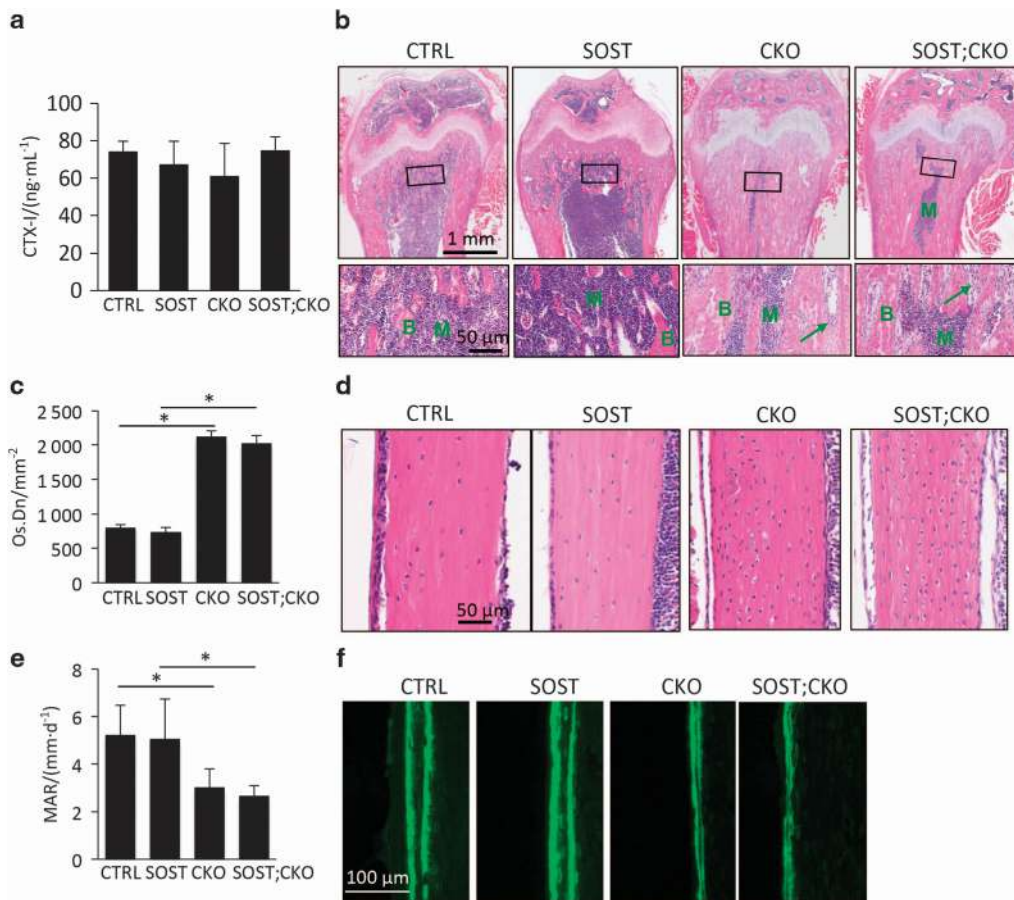 a
CTX-I/(ng·mL⁻¹)
100
80
60
40
20
0
CTRL SOST CKO SOST;CKO
b
CTRL SOST CKO SOST;CKO
M
1 mm
B M M B B M B M
50 μm
c
Os.Dn/mm⁻²
* *
2 500
2 000
1 500
1 000
500
0
CTRL SOST CKO SOST;CKO
d
CTRL SOST CKO SOST;CKO
50 μm
e
MAR/(mm·d⁻¹)
* *
8
6
4
2
0
CTRL SOST CKO SOST;CKO
f
CTRL SOST CKO SOST;CKO
100 μm